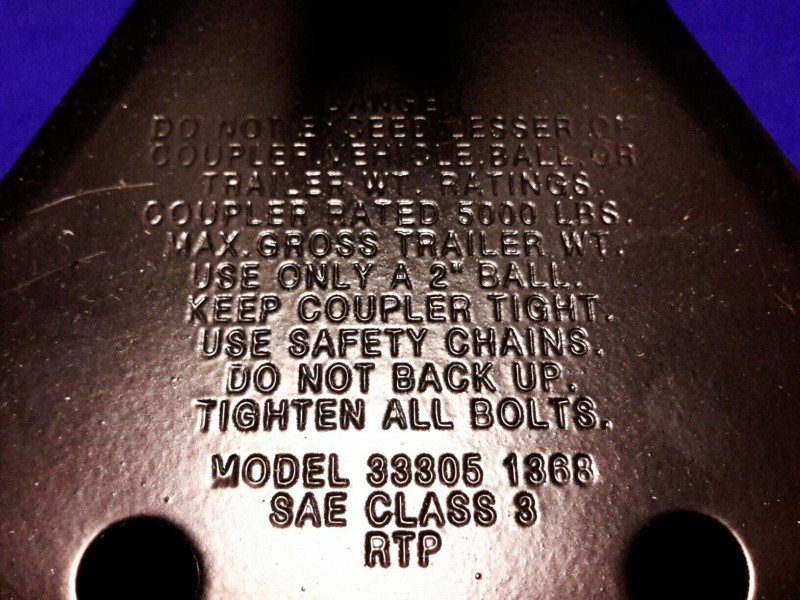 DANGER
DO NOT EXCEED LESSER OF
COUPLER, VEHICLE, BALL, OR
TRAILER WT. RATINGS.
COUPLER RATED 5000 LBS.
MAX. GROSS TRAILER WT.
USE ONLY A 2" BALL.
KEEP COUPLER TIGHT.
USE SAFETY CHAINS.
DO NOT BACK UP.
TIGHTEN ALL BOLTS.
MODEL 33305 1368
SAE CLASS 3
RTP